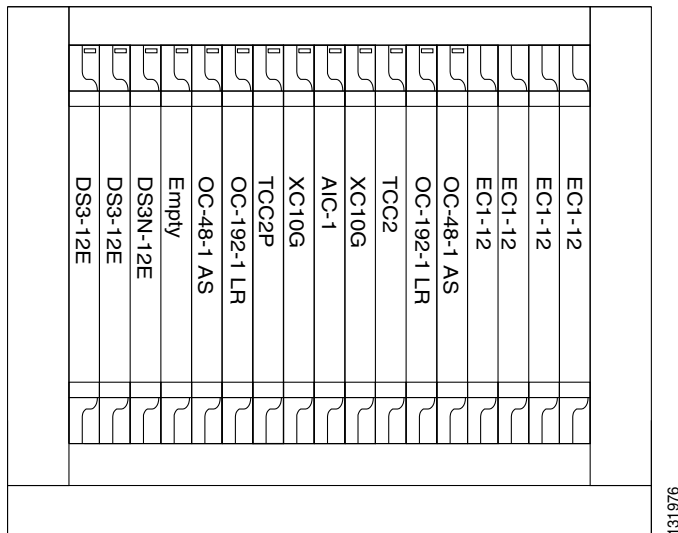 DS3-12E
DS3-12E
DS3N-12E
Empty
OC-48-1 AS
OC-192-1 LR
TCC2P
XC10G
AIC-1
XC10G
TCC2
OC-192-1 LR
OC-48-1 AS
EC1-12
EC1-12
EC1-12
EC1-12
131976